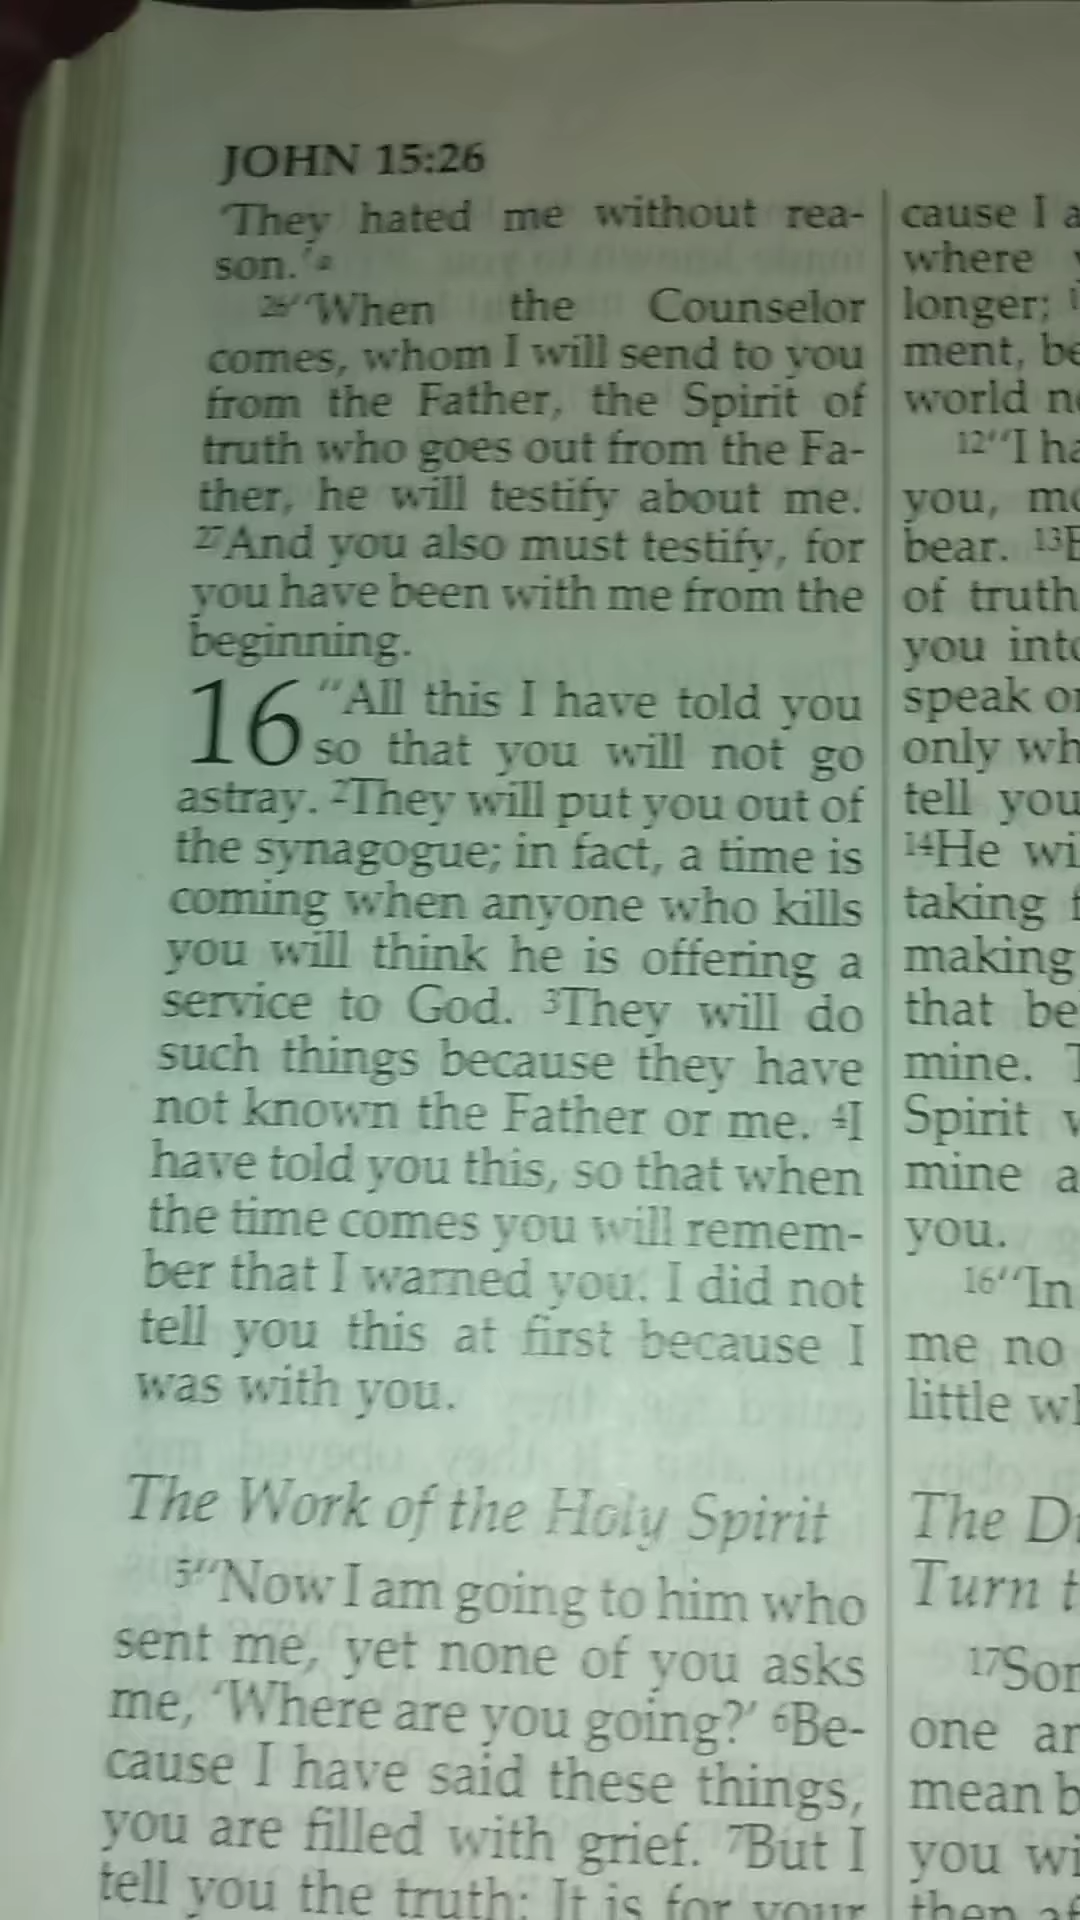 JOHN 15:26
'They hated me without rea-
son.'a
26"When the Counselor
comes, whom I will send to you
from the Father, the Spirit of
truth who goes out from the Fa-
ther, he will testify about me.
27And you also must testify, for
you have been with me from the
beginning.
16 "All this I have told you
so that you will not go
astray. 2They will put you out of
the synagogue; in fact, a time is
coming when anyone who kills
you will think he is offering a
service to God. 3They will do
such things because they have
not known the Father or me. 4I
have told you this, so that when
the time comes you will remem-
ber that I warned you. I did not
tell you this at first because I
was with you.
The Work of the Holy Spirit
5"Now I am going to him who
sent me, yet none of you asks
me, 'Where are you going?' 6Be-
cause I have said these things,
you are filled with grief. 7But I
tell you the truth: It is for your
cause I
where
longer;
ment,
world
12"I
you,
bear. 13
of truth
you
speak
only
tell you
14He
taking
making
that
mine.
Spirit
mine
you.
16"In
me no
little
The
Turn
17
one
mean
you
then